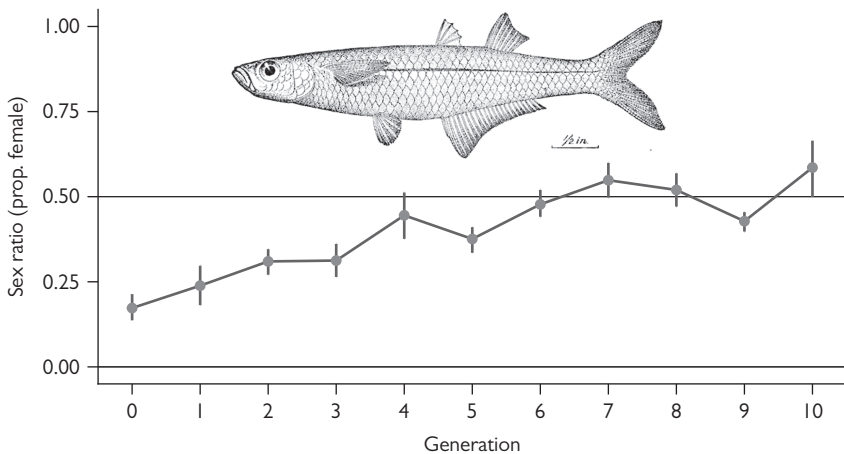 1.00
0.75
0.50
0.25
0.00
Sex ratio (prop. female)
½ in.
0 1 2 3 4 5 6 7 8 9 10
Generation